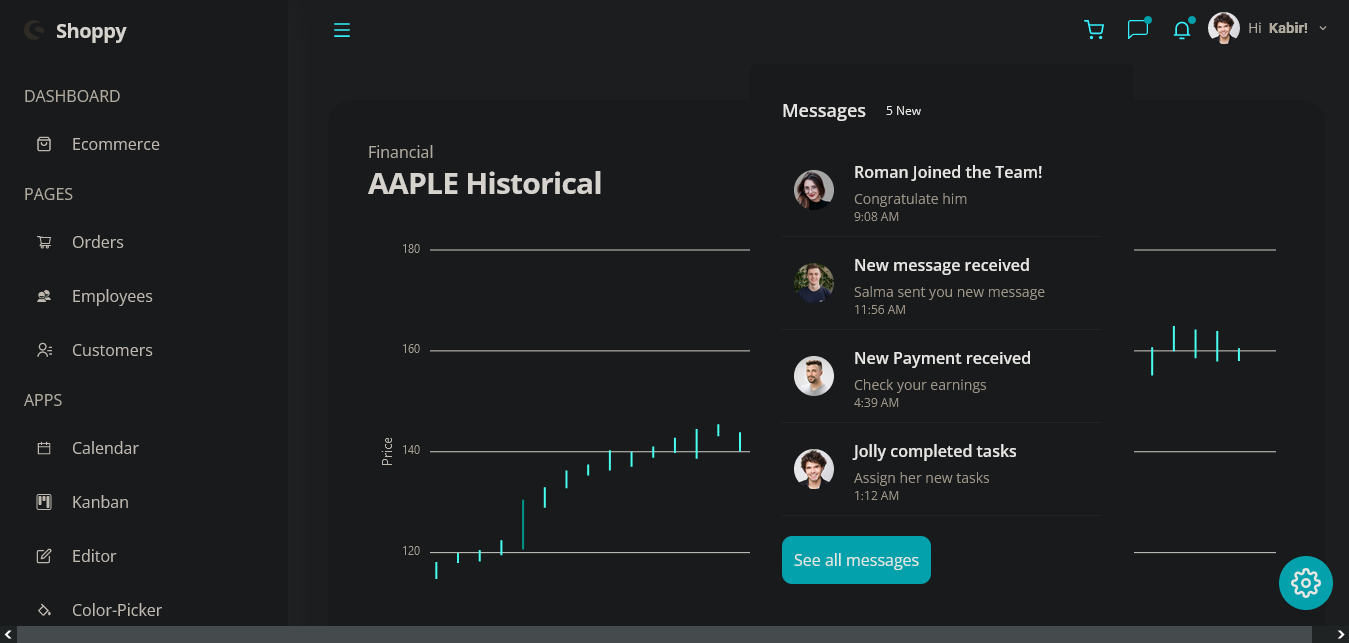 Shoppy
Hi Kabir!
DASHBOARD
Ecommerce
PAGES
Orders
Employees
Customers
APPS
Calendar
Kanban
Editor
Color-Picker
Financial
AAPLE Historical
180
160
140
120
Price
Messages 5 New
Roman Joined the Team!
Congratulate him
9:08 AM
New message received
Salma sent you new message
11:56 AM
New Payment received
Check your earnings
4:39 AM
Jolly completed tasks
Assign her new tasks
1:12 AM
See all messages